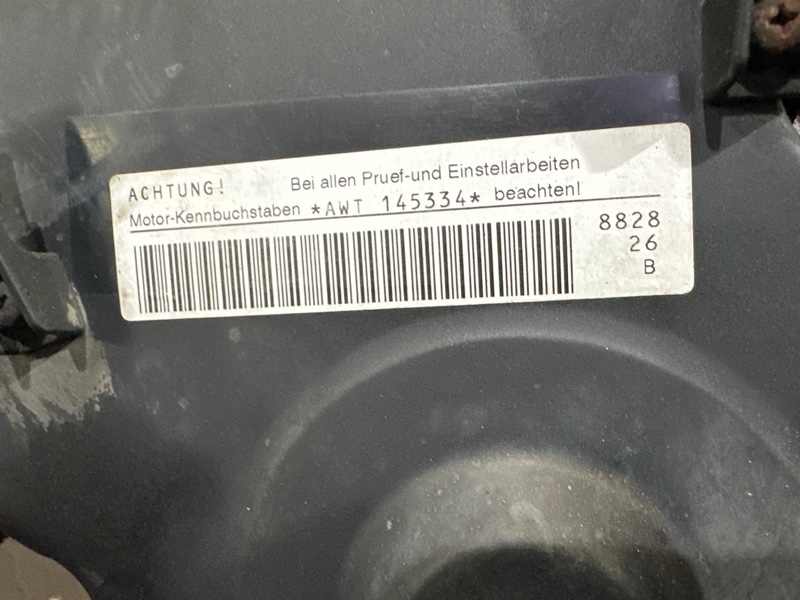 ACHTUNG! Bei allen Pruef-und Einstellarbeiten
Motor-Kennbuchstaben *AWT 145334* beachten!
8828
26
B